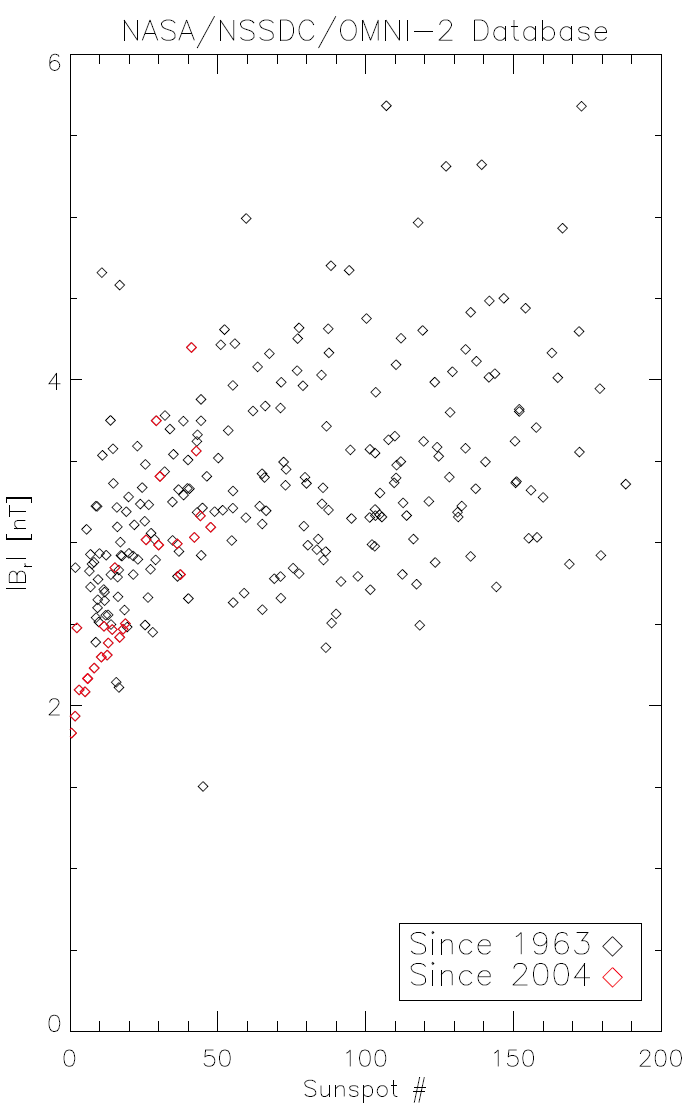 NASA/NSSDC/OMNI-2 Database
6
4
2
0
|Br| [nT]
Since 1963
Since 2004
0 50 100 150 200
Sunspot #